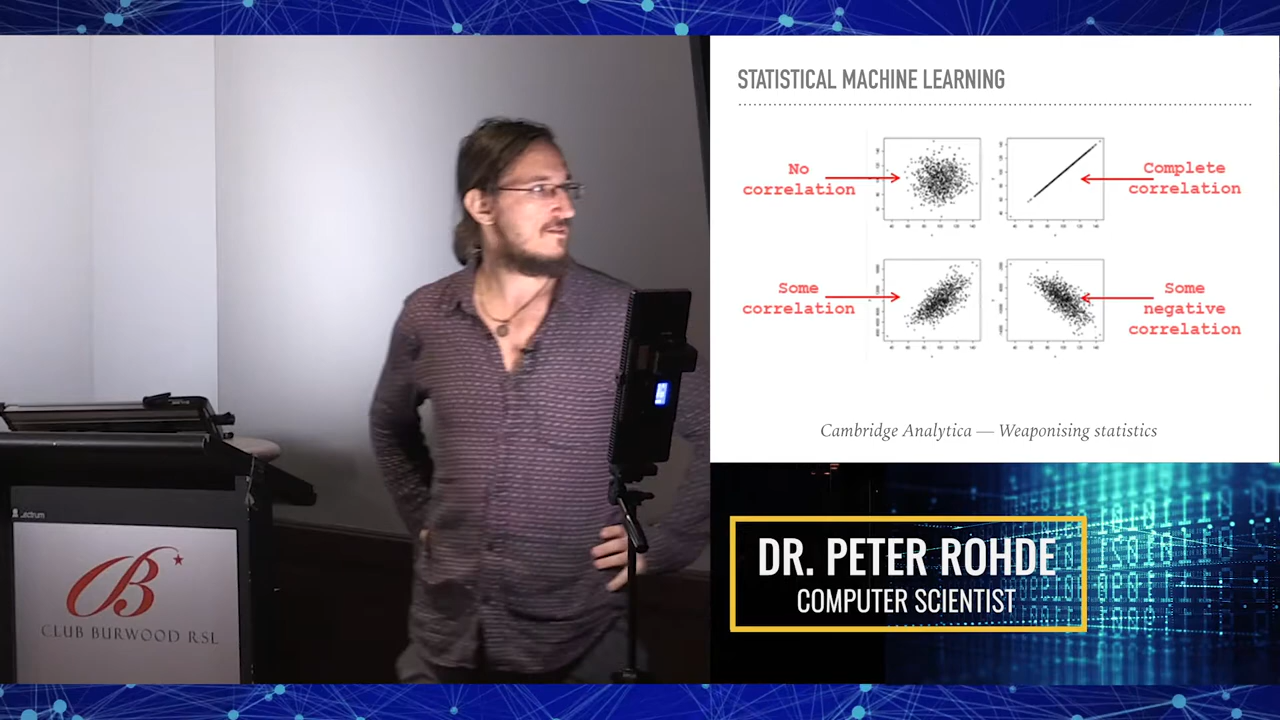 STATISTICAL MACHINE LEARNING
No
correlation
Complete
correlation
Some
correlation
Some
negative
correlation
Cambridge Analytica — Weaponising statistics
DR. PETER ROHDE
COMPUTER SCIENTIST
B
CLUB BURWOOD RSL